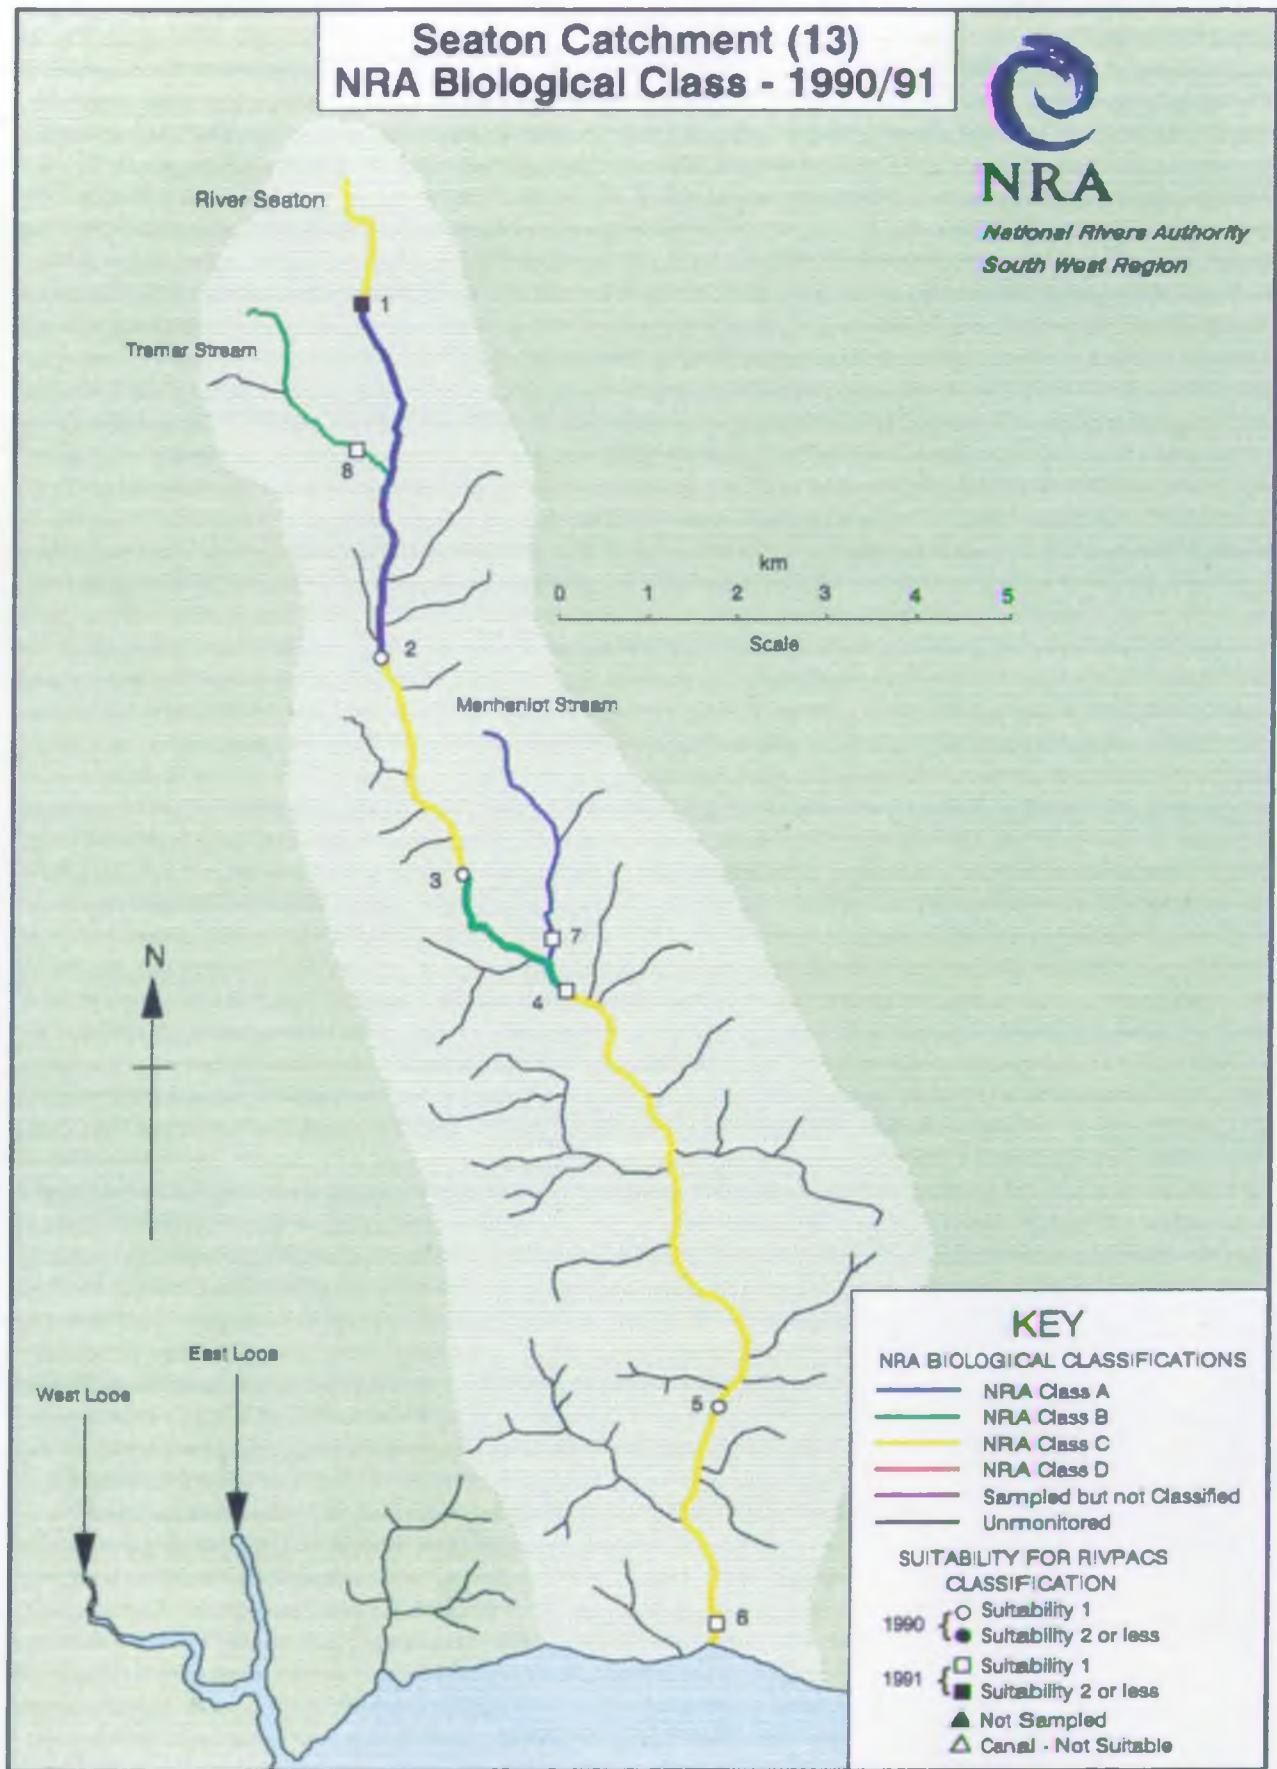 Seaton Catchment (13)
NRA Biological Class - 1990/91
NRA
National Rivers Authority
South West Region
River Seaton
1
Tremar Stream
8
2
km
0 1 2 3 4 5
Scale
Menheniot Stream
3
7
4
N
5
6
East Looe
West Looe
KEY
NRA BIOLOGICAL CLASSIFICATIONS
NRA Class A
NRA Class B
NRA Class C
NRA Class D
Sampled but not Classified
Unmonitored
SUITABILITY FOR RIVPACS
CLASSIFICATION
1990 { Suitability 1
Suitability 2 or less
1991 { Suitability 1
Suitability 2 or less
Not Sampled
Canal - Not Suitable